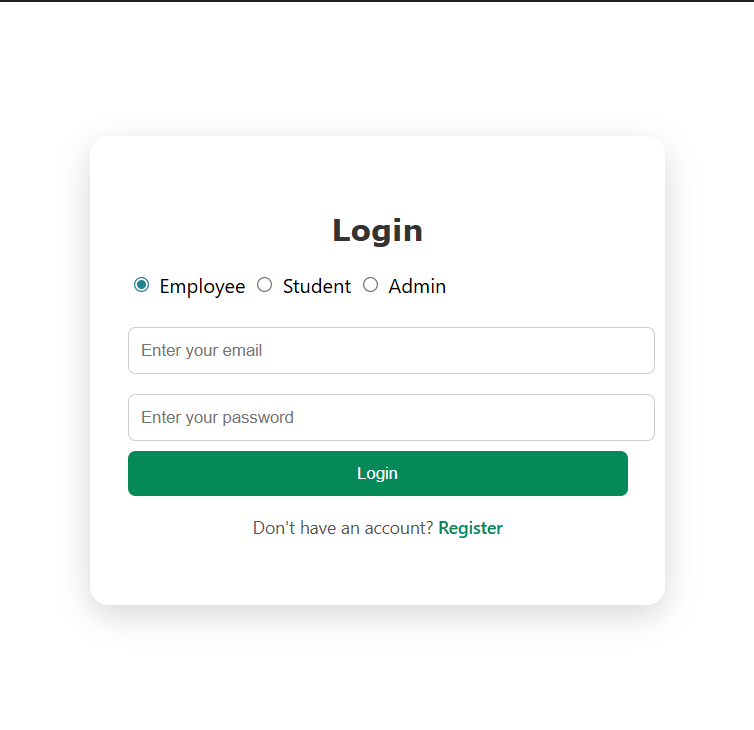 Login
Employee Student Admin
Enter your email
Enter your password
Login
Don't have an account? Register